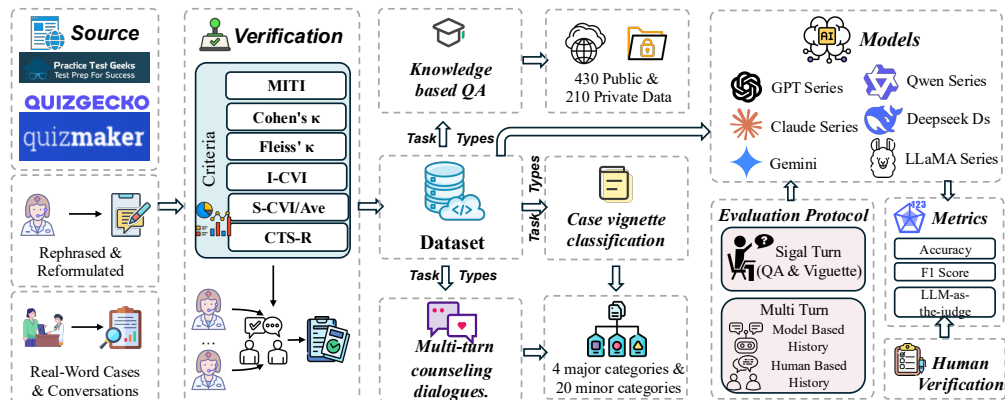 Source
Practice Test Geeks
Test Prep For Success
QUIZGECKO
quizmaker
Rephrased &
Reformulated
Real-Word Cases
& Conversations
Verification
Criteria
MITI
Cohen's κ
Fleiss' κ
I-CVI
S-CVI/Ave
CTS-R
...
Knowledge
based QA
430 Public &
210 Private Data
Task Types
Dataset
Task Types
Case vignette
classification
Task Types
Multi-turn
counseling
dialogues.
4 major categories &
20 minor categories
AI
Models
GPT Series
Qwen Series
Claude Series
Deepseek Ds
Gemini
LLaMA Series
Evaluation Protocol
?
Sigal Turn
(QA & Viguette)
Multi Turn
Model Based
History
Human Based
History
123
Metrics
Accuracy
F1 Score
LLM-as-
the-judge
Human
Verification